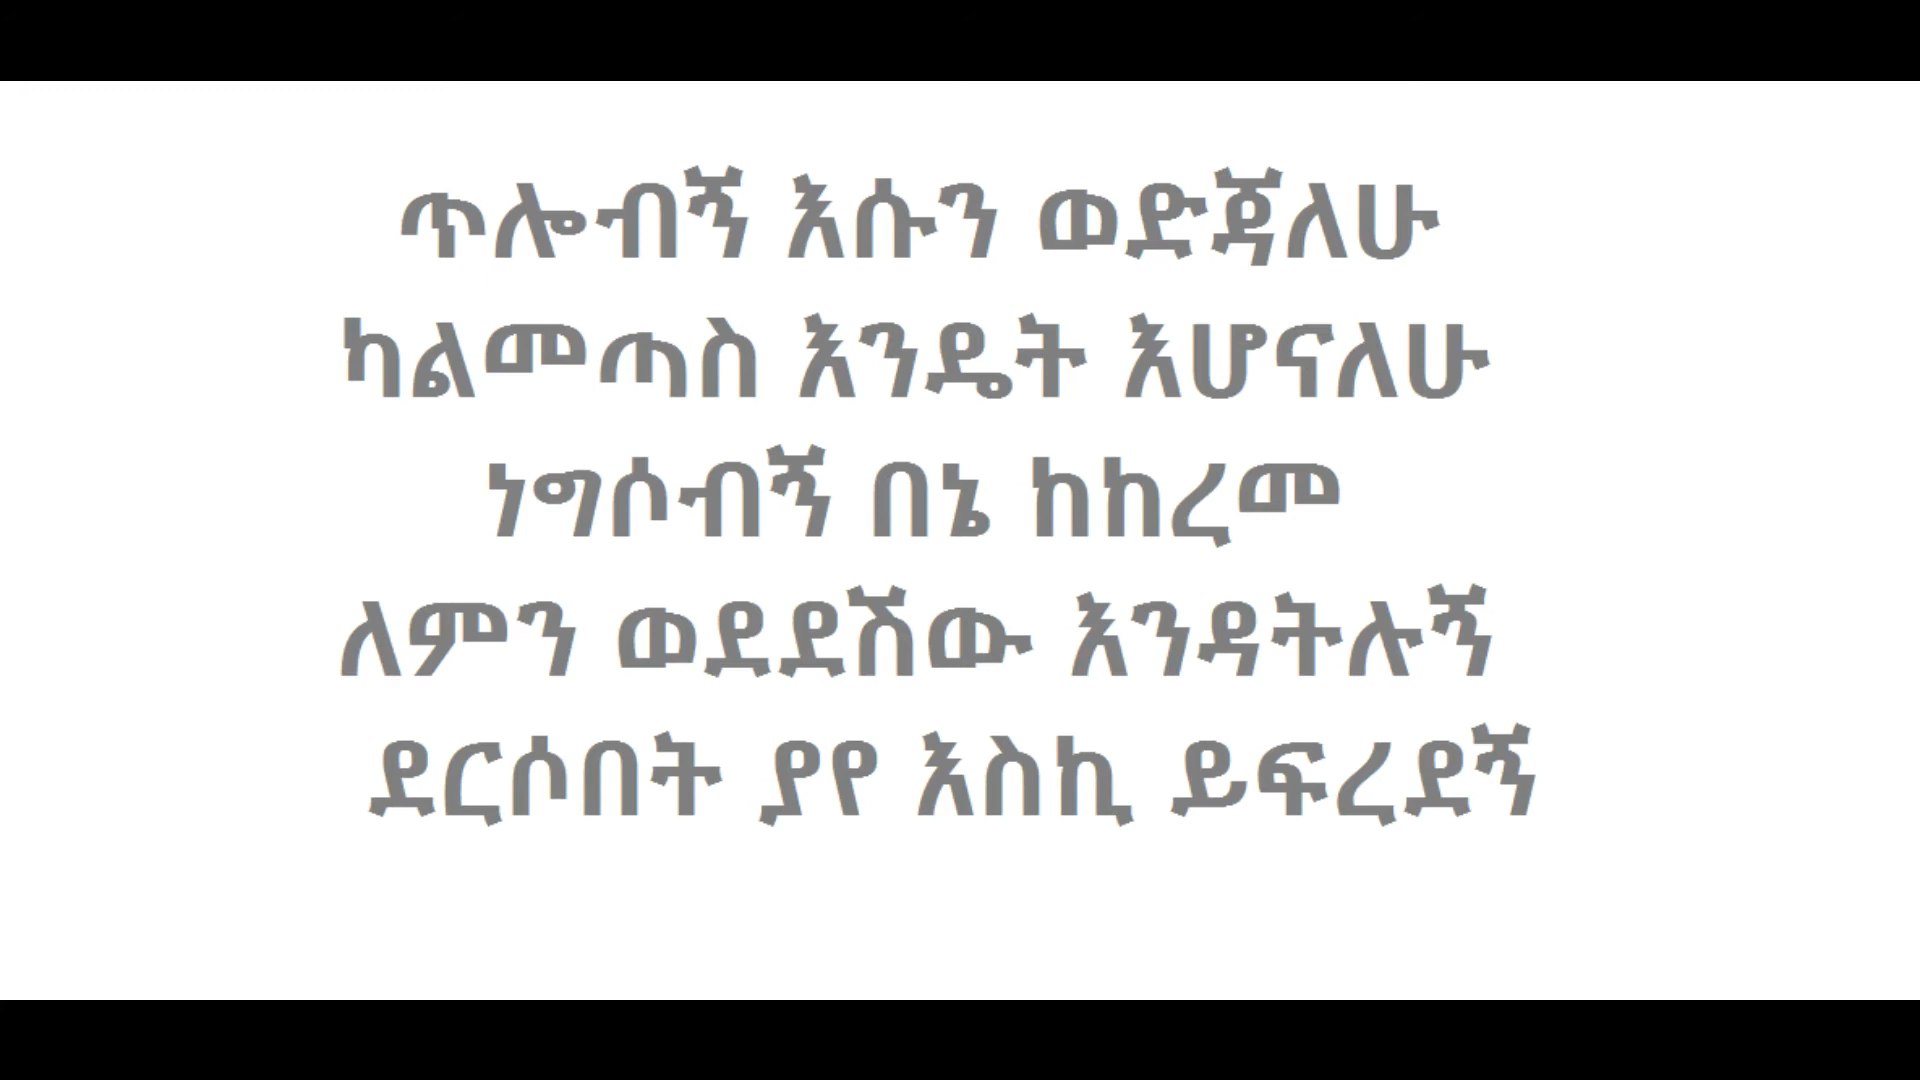 ጥሎብኝ እሱን ወድጃለሁ
ካልመጣስ እንዴት እሆናለሁ
ነግሶብኝ በኔ ከከረመ
ለምን ወደደሽው እንዳትሉኝ
ደርሶበት ያየ እስኪ ይፍረደኝ